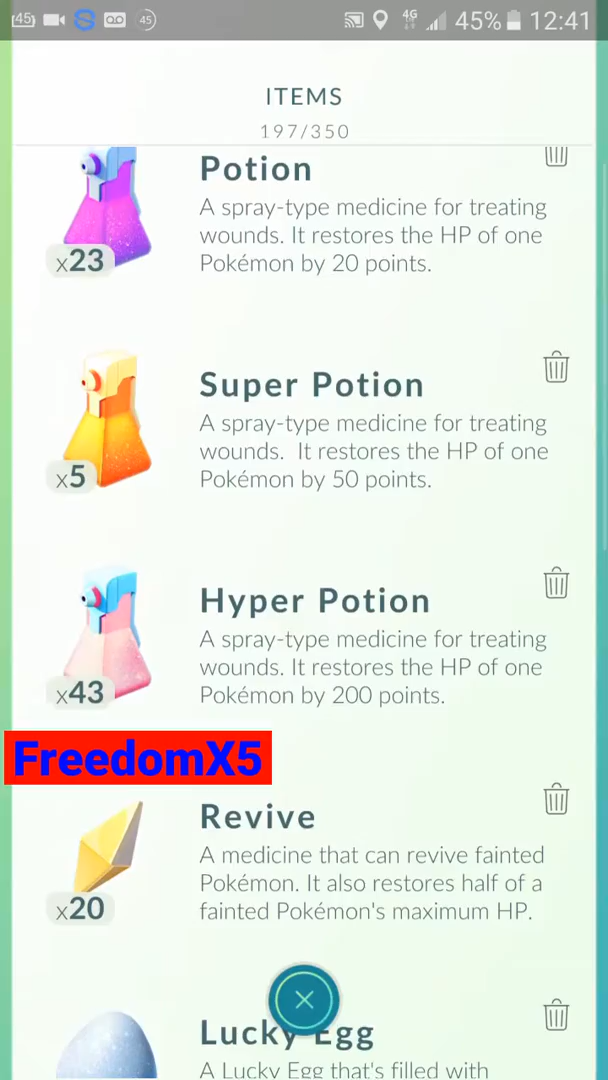 45 45 4G 45% 12:41
ITEMS
197/350
Potion
A spray-type medicine for treating
wounds. It restores the HP of one
Pokémon by 20 points.
x23
Super Potion
A spray-type medicine for treating
wounds. It restores the HP of one
Pokémon by 50 points.
x5
Hyper Potion
A spray-type medicine for treating
wounds. It restores the HP of one
Pokémon by 200 points.
x43
FreedomX5
Revive
A medicine that can revive fainted
Pokémon. It also restores half of a
fainted Pokémon's maximum HP.
x20
Lucky Egg
A Lucky Egg that's filled with